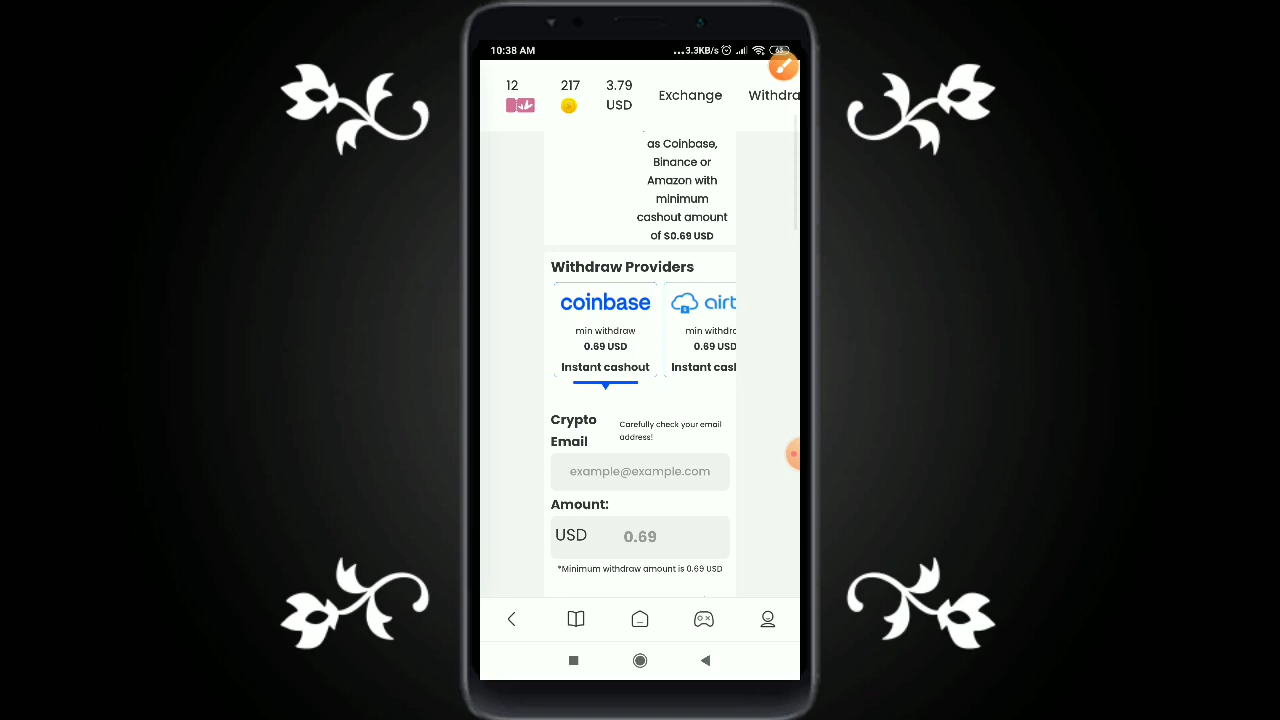 10:38 AM
...3.3KB/s
68
12
217
3.79
USD
Exchange
Withdra
as Coinbase,
Binance or
Amazon with
minimum
cashout amount
of $0.69 USD
Withdraw Providers
coinbase
airt
min withdraw
min withdra
0.69 USD
0.69 USD
Instant cashout
Instant cas
Crypto
Email
Carefully check your email
address!
example@example.com
Amount:
USD
0.69
*Minimum withdraw amount is 0.69 USD